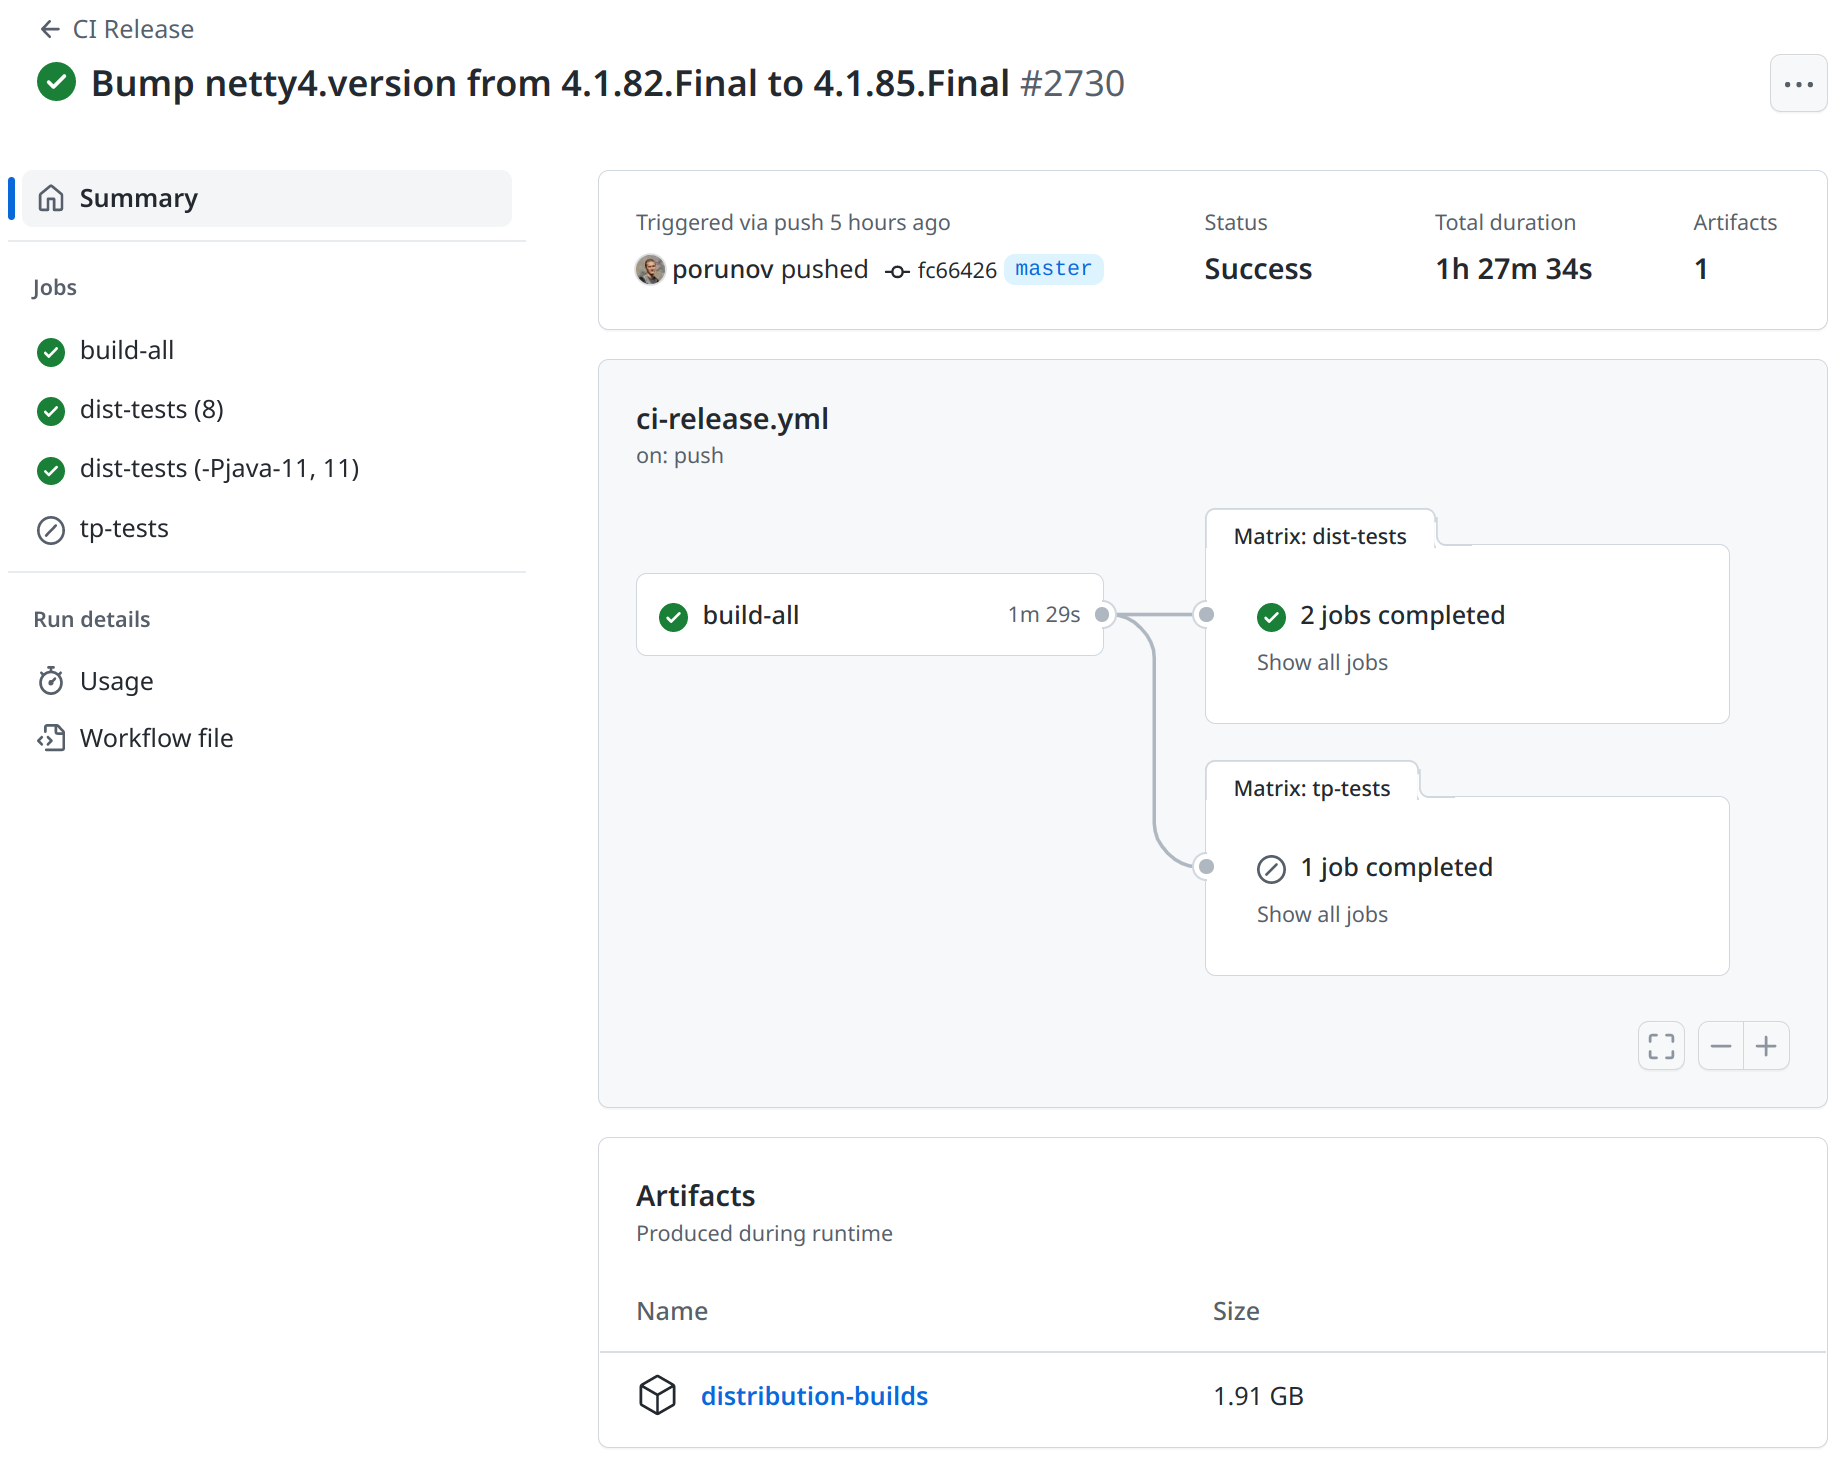 CI Release
Bump netty4.version from 4.1.82.Final to 4.1.85.Final #2730
Summary
Jobs
build-all
dist-tests (8)
dist-tests (-Pjava-11, 11)
tp-tests
Run details
Usage
Workflow file
Triggered via push 5 hours ago
porunov pushed fc66426 master
Status
Success
Total duration
1h 27m 34s
Artifacts
1
ci-release.yml
on: push
build-all 1m 29s
Matrix: dist-tests
2 jobs completed
Show all jobs
Matrix: tp-tests
1 job completed
Show all jobs
Artifacts
Produced during runtime
Name Size
distribution-builds 1.91 GB